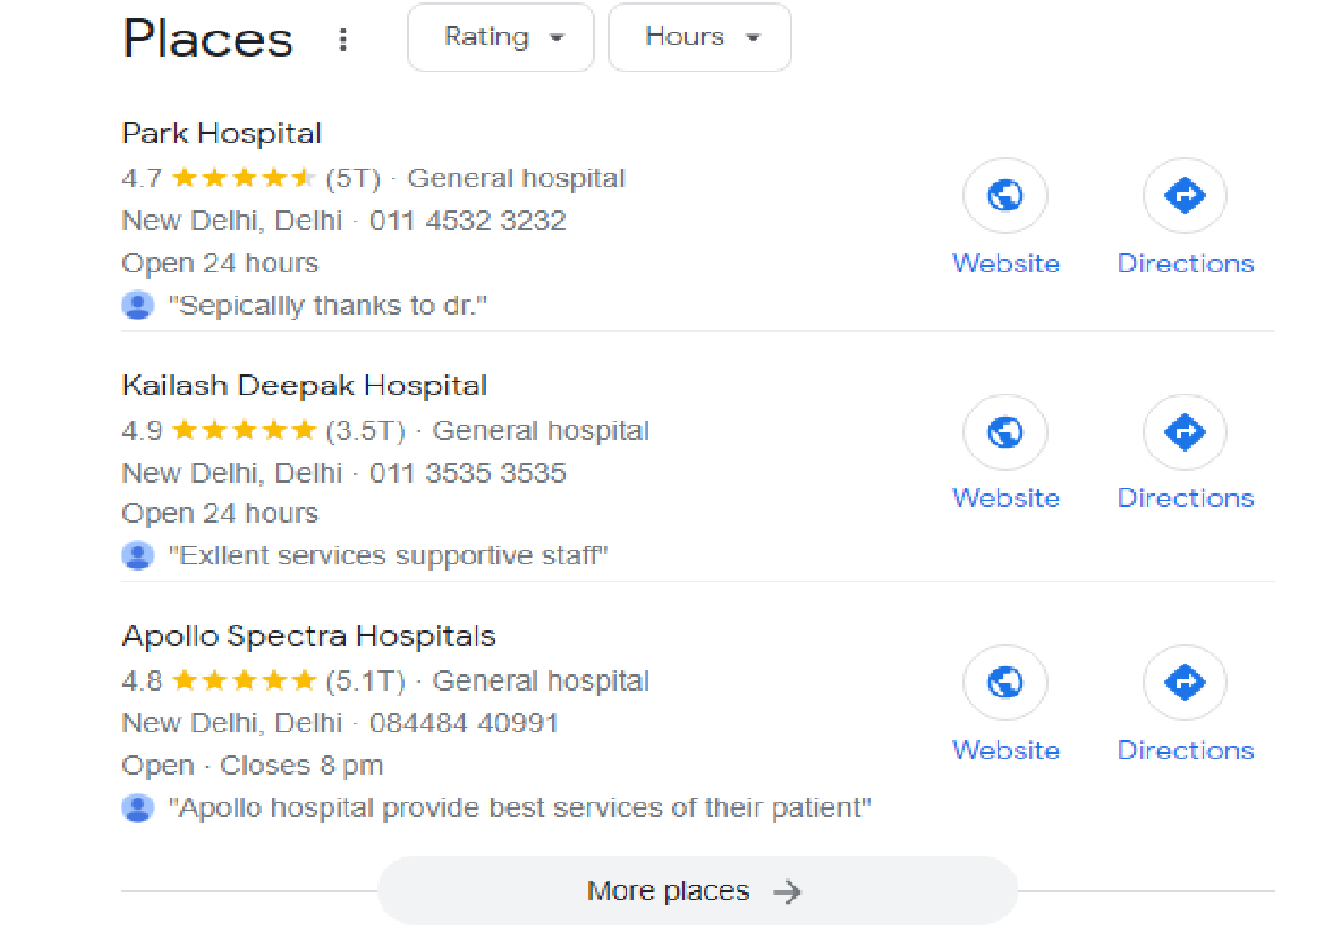 Places Rating Hours
Park Hospital
4.7 (5T) · General hospital
New Delhi, Delhi · 011 4532 3232
Open 24 hours
"Sepicallly thanks to dr."
Website Directions
Kailash Deepak Hospital
4.9 (3.5T) · General hospital
New Delhi, Delhi · 011 3535 3535
Open 24 hours
"Exllent services supportive staff"
Website Directions
Apollo Spectra Hospitals
4.8 (5.1T) · General hospital
New Delhi, Delhi · 084484 40991
Open · Closes 8 pm
"Apollo hospital provide best services of their patient"
Website Directions
More places